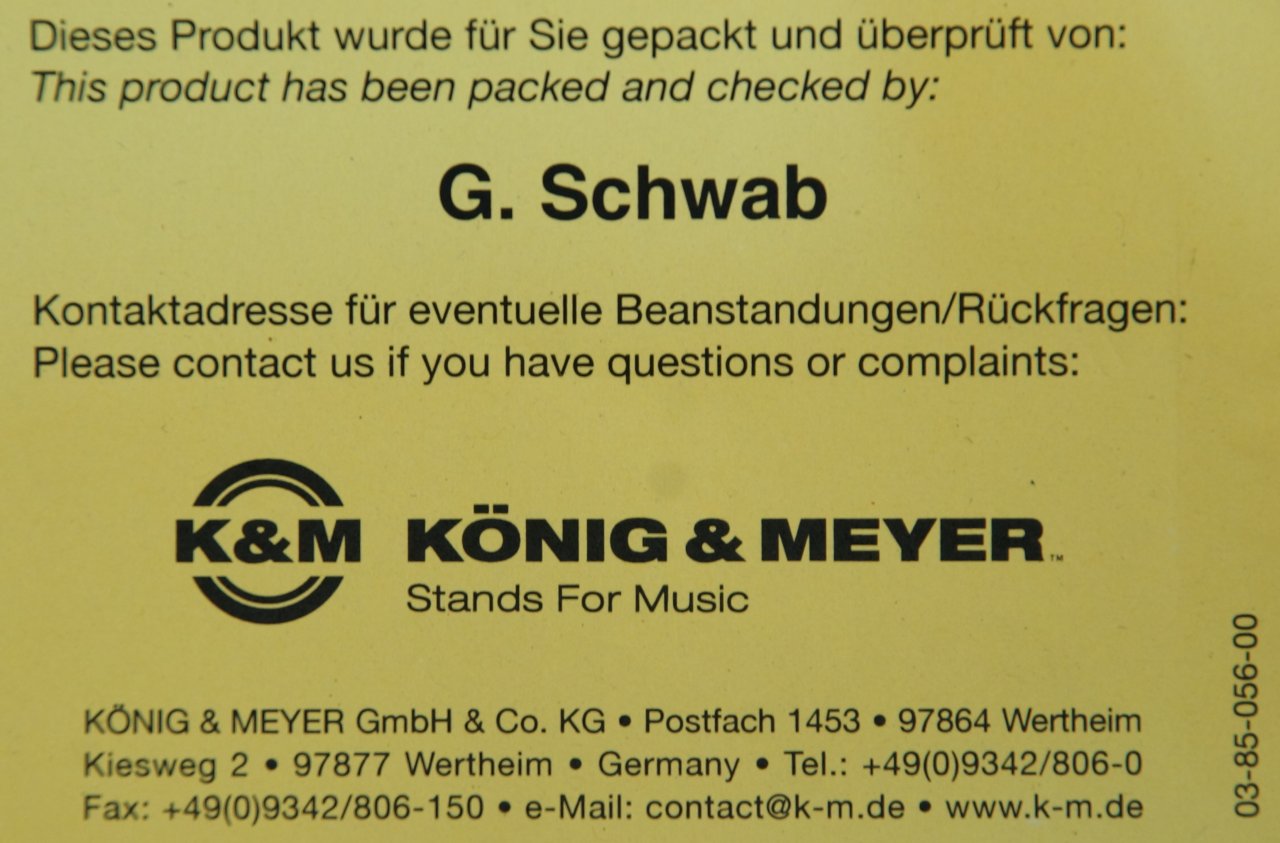 Dieses Produkt wurde für Sie gepackt und überprüft von:
This product has been packed and checked by:
G. Schwab
Kontaktadresse für eventuelle Beanstandungen/Rückfragen:
Please contact us if you have questions or complaints:
K&M KÖNIG & MEYER™
Stands For Music
KÖNIG & MEYER GmbH & Co. KG • Postfach 1453 • 97864 Wertheim
Kiesweg 2 • 97877 Wertheim • Germany • Tel.: +49(0)9342/806-0
Fax: +49(0)9342/806-150 • e-Mail: contact@k-m.de • www.k-m.de
03-85-056-00